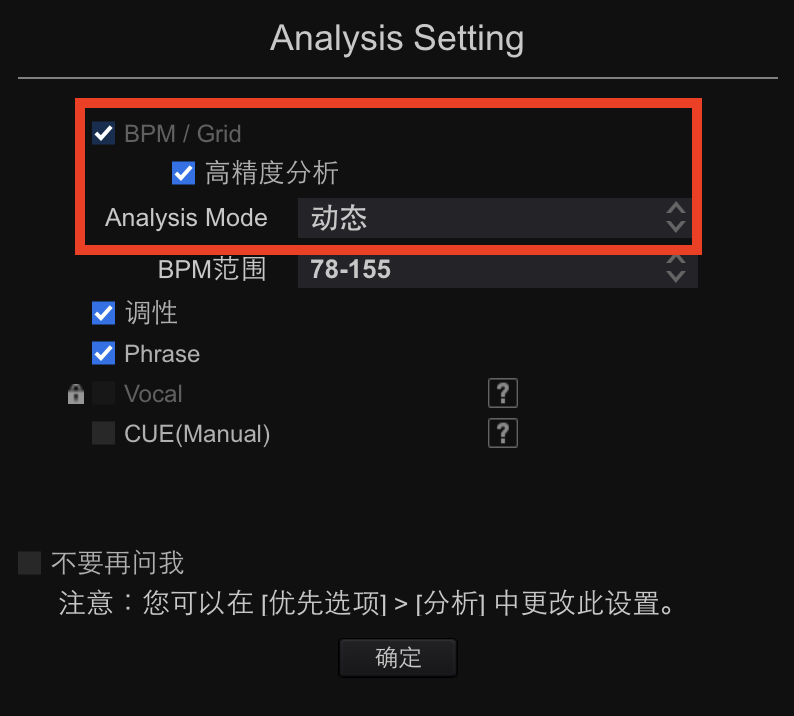 Analysis Setting
BPM / Grid
高精度分析
Analysis Mode 动态
BPM范围 78-155
调性
Phrase
Vocal ?
CUE(Manual) ?
不要再问我
注意：您可以在 [优先选项] > [分析] 中更改此设置。
确定